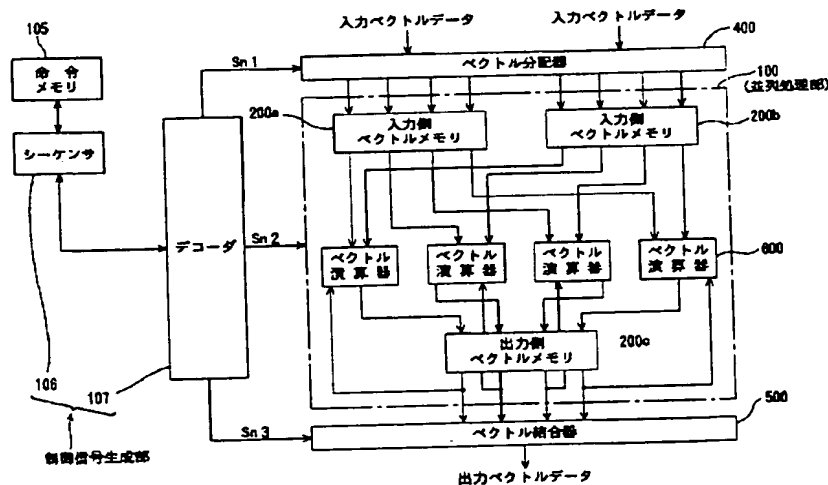 入力ベクトルデータ
入力ベクトルデータ
105
400
命 令
メモリ
Sn1
ベクトル分配器
100
(並列処理部)
200a
入力側
ベクトルメモリ
入力側
ベクトルメモリ
200b
シーケンサ
デコーダ
Sn2
ベクトル
演算器
ベクトル
演算器
ベクトル
演算器
ベクトル
演算器
600
出力側
ベクトルメモリ
200c
106
107
500
Sn3
ベクトル結合器
制御信号生成部
出力ベクトルデータ